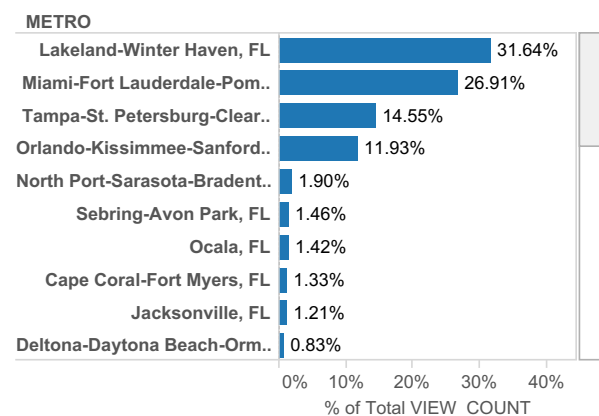 METRO
Lakeland-Winter Haven, FL 31.64%
Miami-Fort Lauderdale-Pom.. 26.91%
Tampa-St. Petersburg-Clear.. 14.55%
Orlando-Kissimmee-Sanford.. 11.93%
North Port-Sarasota-Bradent.. 1.90%
Sebring-Avon Park, FL 1.46%
Ocala, FL 1.42%
Cape Coral-Fort Myers, FL 1.33%
Jacksonville, FL 1.21%
Deltona-Daytona Beach-Orm.. 0.83%
0% 10% 20% 30% 40%
% of Total VIEW_COUNT